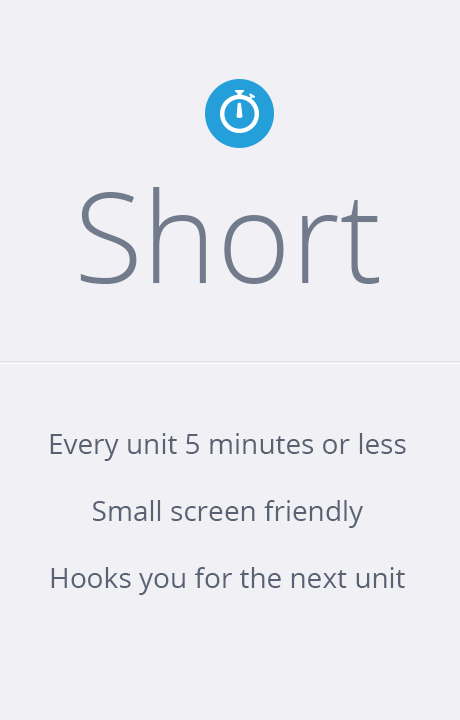 Short
Every unit 5 minutes or less
Small screen friendly
Hooks you for the next unit